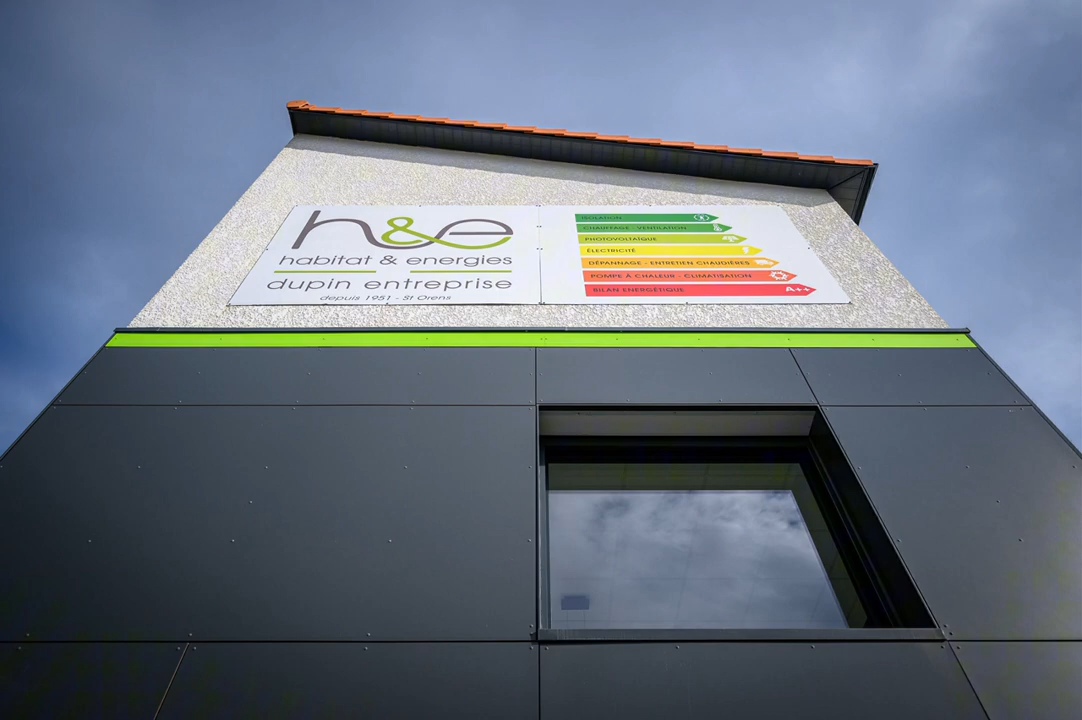 h&e
habitat & energies
dupin entreprise
depuis 1951 - St Orens
ISOLATION
CHAUFFAGE - VENTILATION
PHOTOVOLTAÏQUE
ÉLECTRICITÉ
DÉPANNAGE - ENTRETIEN CHAUDIÈRES
POMPE À CHALEUR - CLIMATISATION
BILAN ENERGÉTIQUE A++